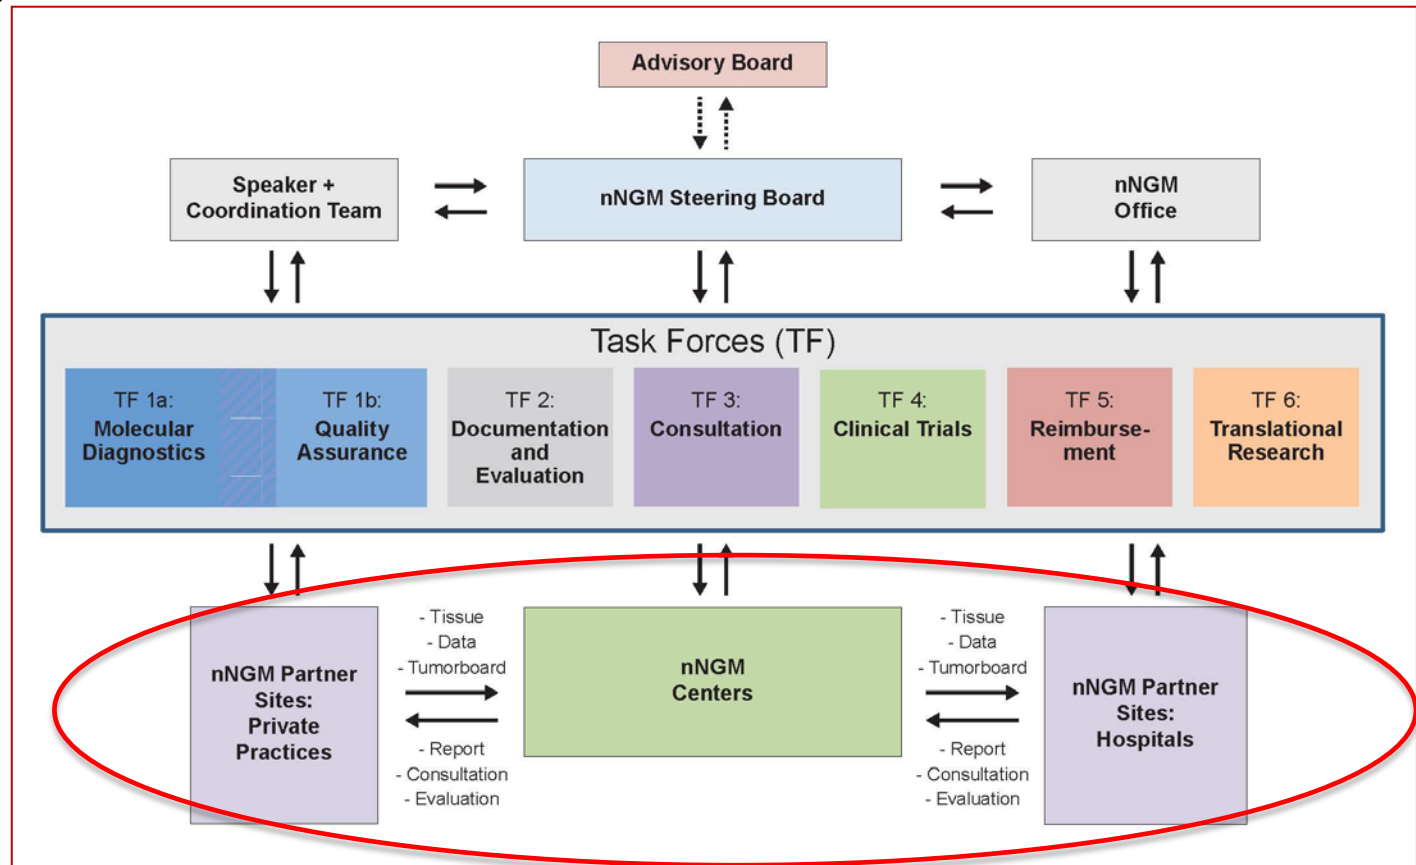 Advisory Board
Speaker +
Coordination Team
nNGM Steering Board
nNGM
Office
Task Forces (TF)
TF 1a:
Molecular
Diagnostics
TF 1b:
Quality
Assurance
TF 2:
Documentation
and
Evaluation
TF 3:
Consultation
TF 4:
Clinical Trials
TF 5:
Reimburse-
ment
TF 6:
Translational
Research
nNGM Partner
Sites:
Private
Practices
- Tissue
- Data
- Tumorboard
- Report
- Consultation
- Evaluation
nNGM
Centers
- Tissue
- Data
- Tumorboard
- Report
- Consultation
- Evaluation
nNGM Partner
Sites:
Hospitals